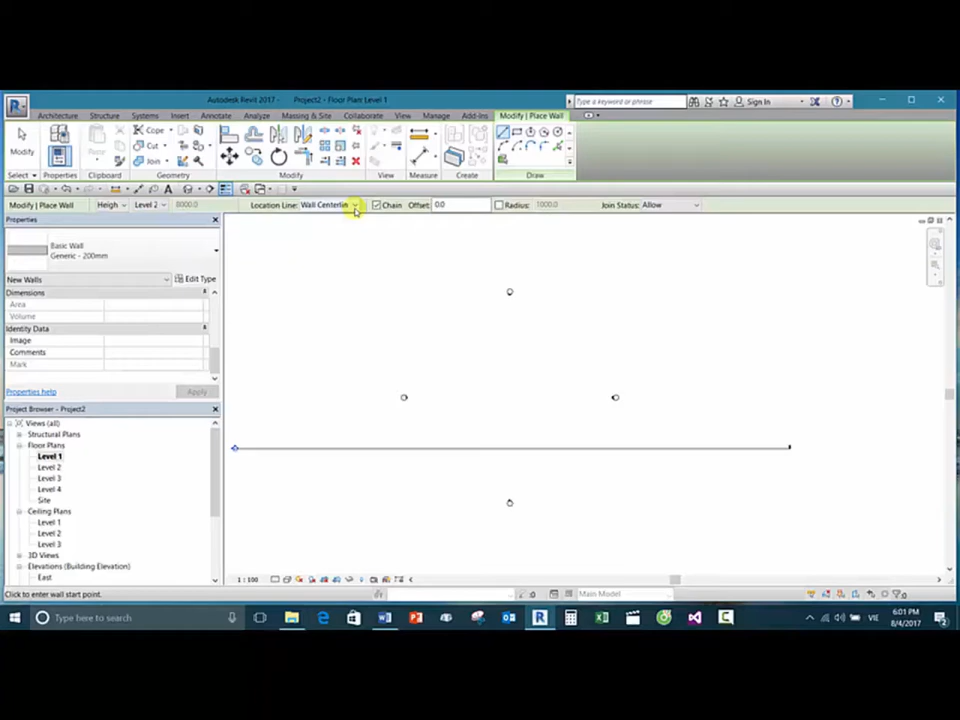 Autodesk Revit 2017 - Project2 - Floor Plan: Level 1
Type a keyword or phrase
Sign In
Architecture Structure Systems Insert Annotate Analyze Massing & Site Collaborate View Manage Add-Ins Modify | Place Wall
Modify
Paste
Cope
Cut
Join
Select Properties Clipboard Geometry Modify View Measure Create Draw
Modify | Place Wall Heigh Level 2 8000.0 Location Line: Wall Centerlin Chain Offset: 0.0 Radius: 1000.0 Join Status: Allow
Properties
Basic Wall
Generic - 200mm
New Walls Edit Type
Dimensions
Area
Volume
Identity Data
Image
Comments
Mark
Properties help Apply
Project Browser - Project2
Views (all)
Structural Plans
Floor Plans
Level 1
Level 2
Level 3
Level 4
Site
Ceiling Plans
Level 1
Level 2
Level 3
3D Views
Elevations (Building Elevation)
East
1 : 100
Click to enter wall start point. :0 Main Model :0
Type here to search
VIE
6:01 PM
8/4/2017